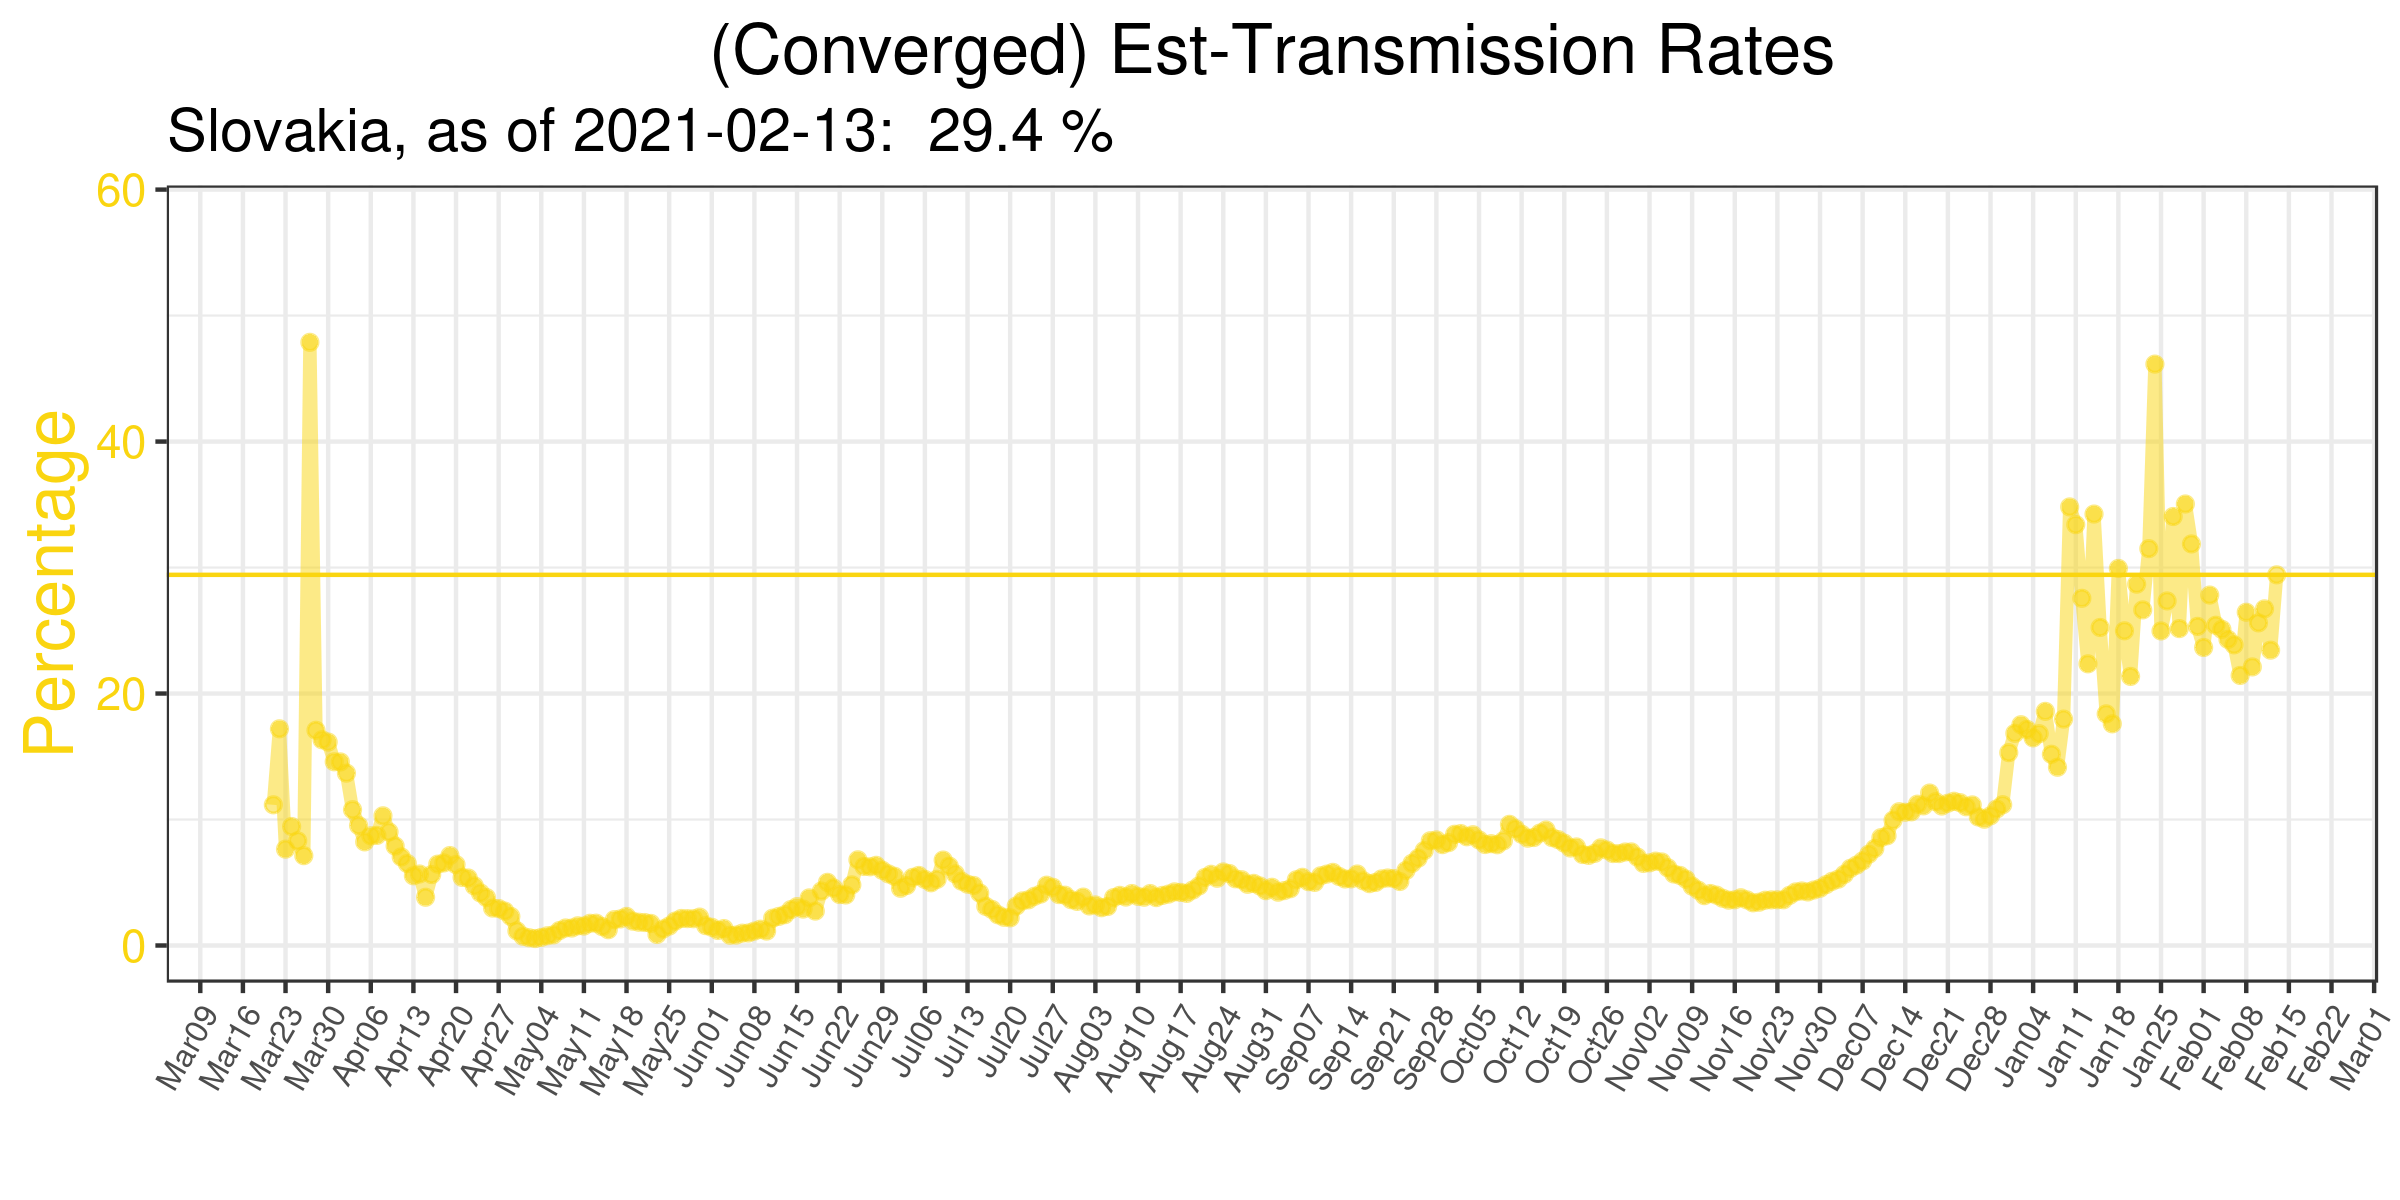 (Converged) Est-Transmission Rates
Slovakia, as of 2021-02-13:  29.4 %
Percentage
60
40
20
0
Mar09 Mar16 Mar23 Mar30 Apr06 Apr13 Apr20 Apr27 May04 May11 May18 May25 Jun01 Jun08 Jun15 Jun22 Jun29 Jul06 Jul13 Jul20 Jul27 Aug03 Aug10 Aug17 Aug24 Aug31 Sep07 Sep14 Sep21 Sep28 Oct05 Oct12 Oct19 Oct26 Nov02 Nov09 Nov16 Nov23 Nov30 Dec07 Dec14 Dec21 Dec28 Jan04 Jan11 Jan18 Jan25 Feb01 Feb08 Feb15 Feb22 Mar01